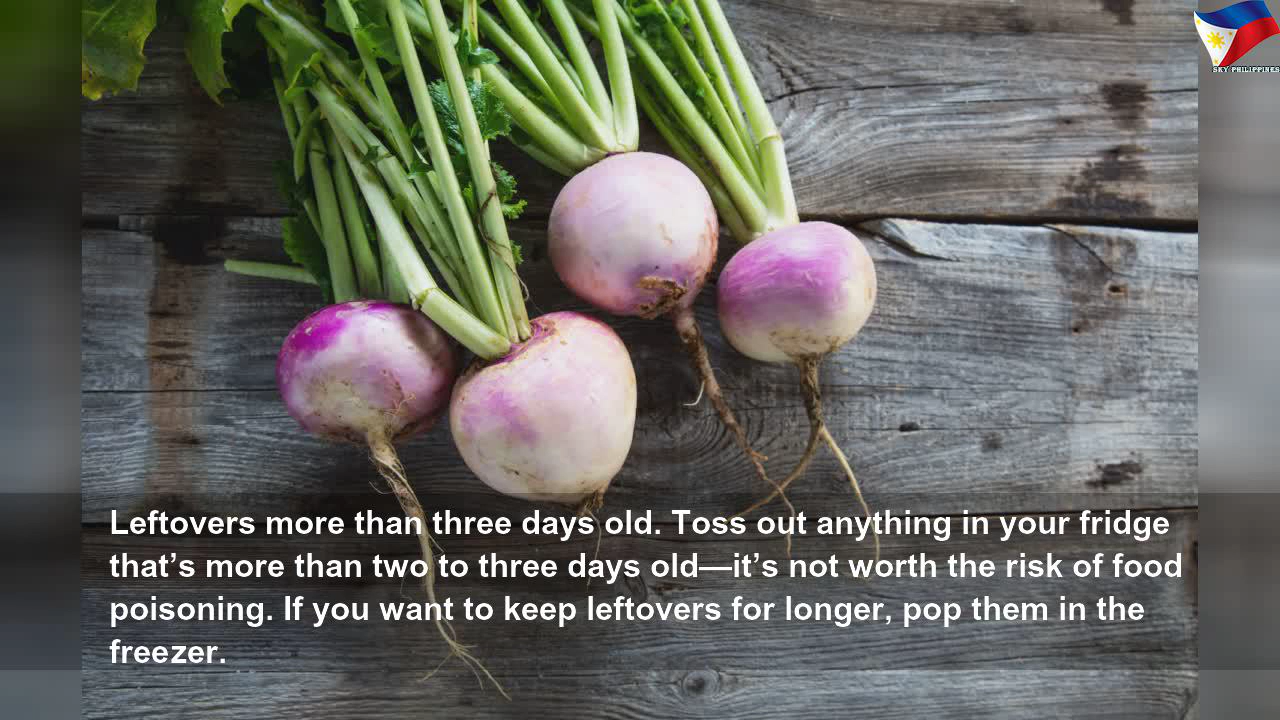 SKY PHILIPPINES
Leftovers more than three days old. Toss out anything in your fridge
that’s more than two to three days old—it’s not worth the risk of food
poisoning. If you want to keep leftovers for longer, pop them in the
freezer.